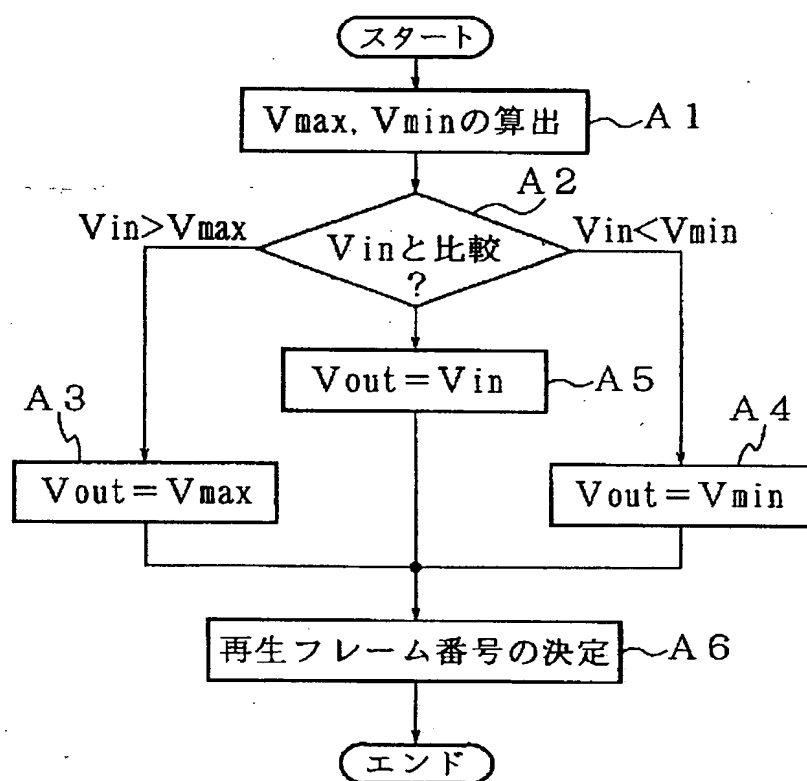 スタート
Vmax, Vminの算出
A1
A2
Vin>Vmax
Vinと比較
?
Vin<Vmin
Vout=Vin
A5
A3
Vout=Vmax
A4
Vout=Vmin
再生フレーム番号の決定
A6
エンド